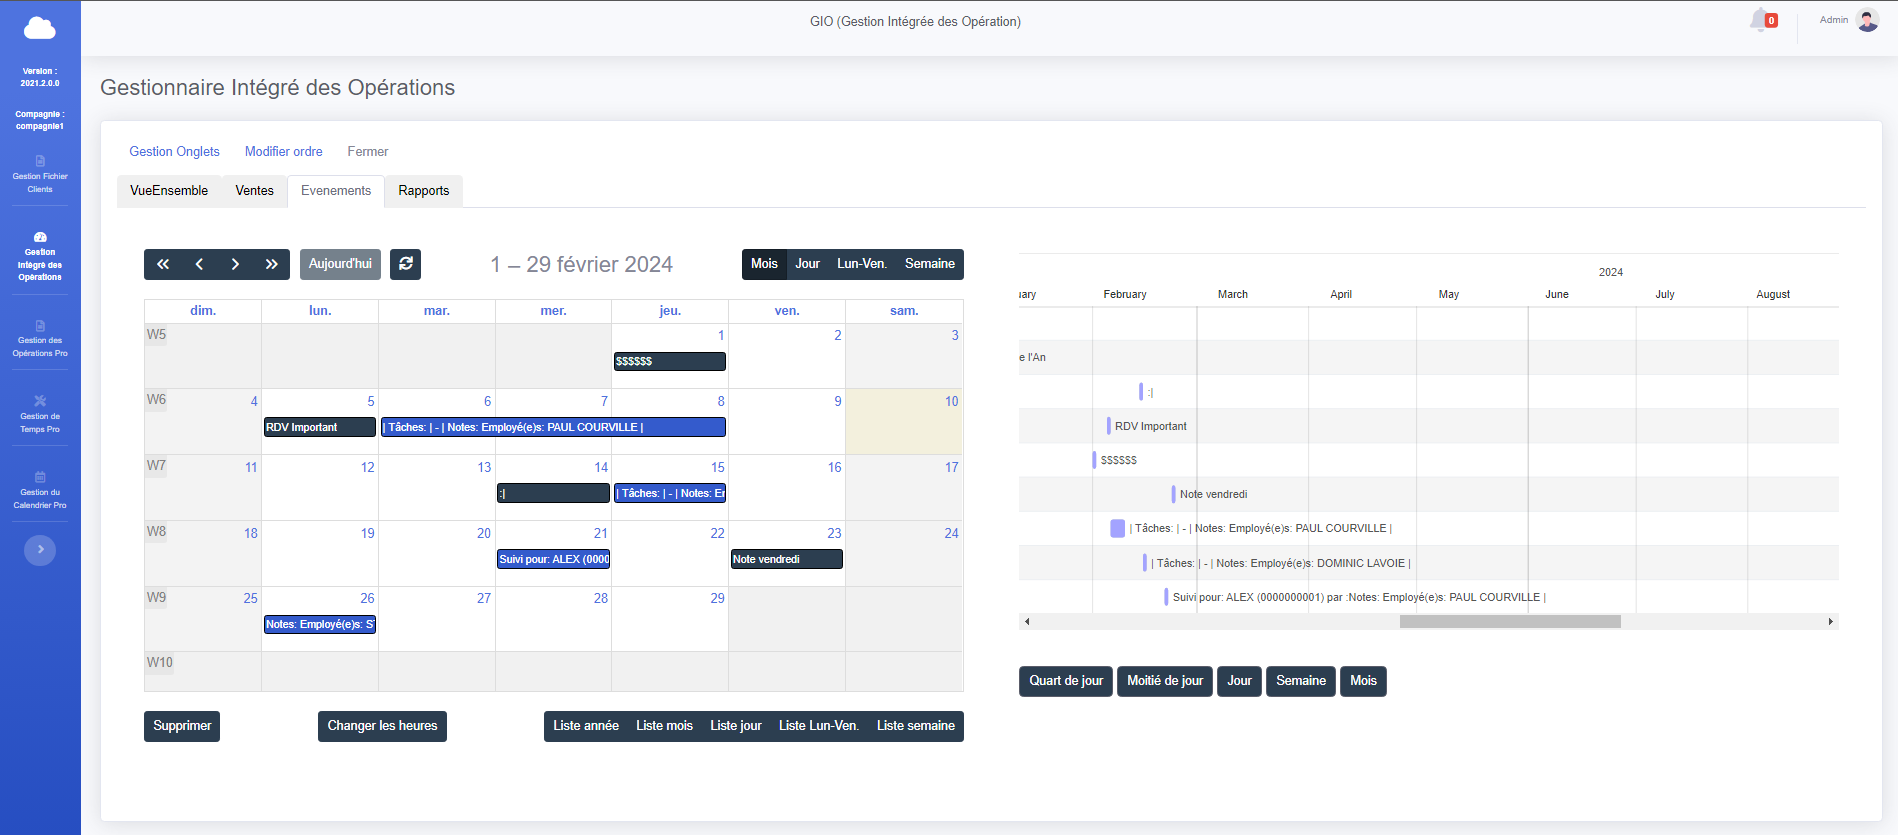 GIO (Gestion Intégrée des Opération)
0
Admin
Version :
2021.2.0.0
Compagnie :
compagnie1
Gestion Fichier
Clients
Gestion
Intégré des
Opérations
Gestion des
Opérations Pro
Gestion de
Temps Pro
Gestion du
Calendrier Pro
Gestionnaire Intégré des Opérations
Gestion Onglets Modifier ordre Fermer
VueEnsemble Ventes Evenements Rapports
Aujourd'hui 1 – 29 février 2024 Mois Jour Lun-Ven. Semaine
dim. lun. mar. mer. jeu. ven. sam.
W5 1 2 3
$$$$$$
W6 4 5 6 7 8 9 10
RDV Important | Tâches: | - | Notes: Employé(e)s: PAUL COURVILLE |
W7 11 12 13 14 15 16 17
:| | Tâches: | - | Notes: Er
W8 18 19 20 21 22 23 24
Suivi pour: ALEX (0000 Note vendredi
W9 25 26 27 28 29
Notes: Employé(e)s: S
W10
Supprimer Changer les heures Liste année Liste mois Liste jour Liste Lun-Ven. Liste semaine
2024
uary February March April May June July August
e l'An
:|
RDV Important
$$$$$$
Note vendredi
| Tâches: | - | Notes: Employé(e)s: PAUL COURVILLE |
| Tâches: | - | Notes: Employé(e)s: DOMINIC LAVOIE |
Suivi pour: ALEX (0000000001) par :Notes: Employé(e)s: PAUL COURVILLE |
Quart de jour Moitié de jour Jour Semaine Mois